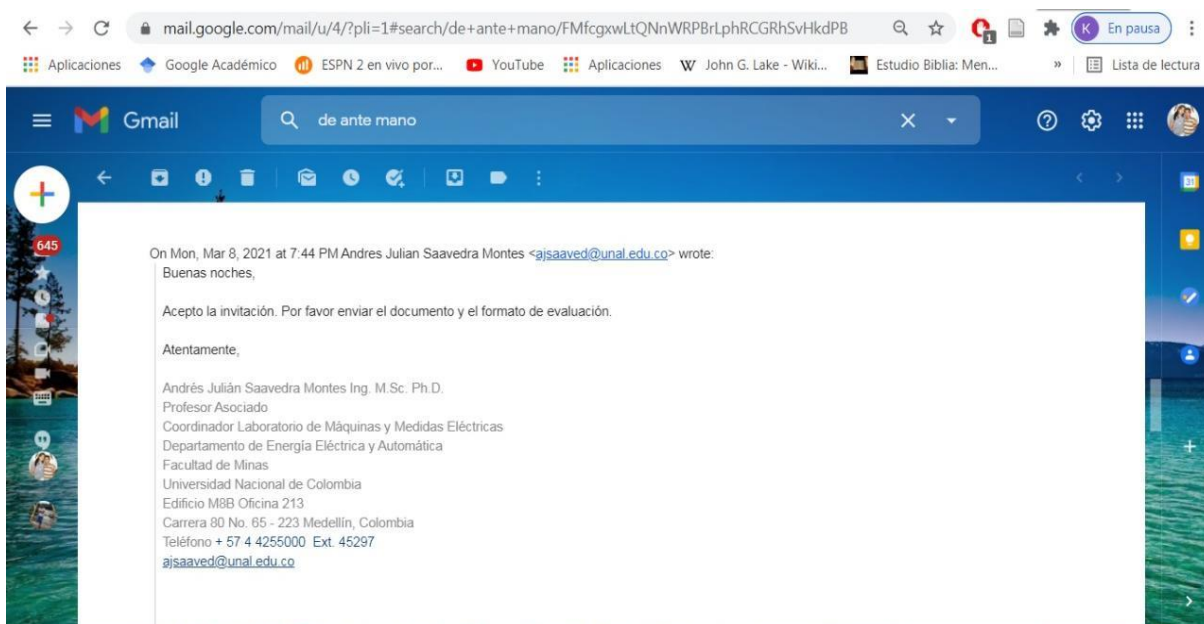 mail.google.com/mail/u/4/?pli=1#search/de+ante+mano/FMfcgxwLtQNnWRPBrLphRCGRhSvHkdPB
1
K
En pausa
Aplicaciones
Google Académico
ESPN 2 en vivo por...
YouTube
Aplicaciones
W John G. Lake - Wiki...
Estudio Biblia: Men...
»
Lista de lectura
Gmail
de ante mano
31
645
On Mon, Mar 8, 2021 at 7:44 PM Andres Julian Saavedra Montes <ajsaaved@unal.edu.co> wrote:
Buenas noches,
Acepto la invitación. Por favor enviar el documento y el formato de evaluación.
Atentamente,
Andrés Julián Saavedra Montes Ing. M.Sc. Ph.D.
Profesor Asociado
Coordinador Laboratorio de Máquinas y Medidas Eléctricas
Departamento de Energía Eléctrica y Automática
Facultad de Minas
Universidad Nacional de Colombia
Edificio M8B Oficina 213
Carrera 80 No. 65 - 223 Medellín, Colombia
Teléfono + 57 4 4255000 Ext. 45297
ajsaaved@unal.edu.co